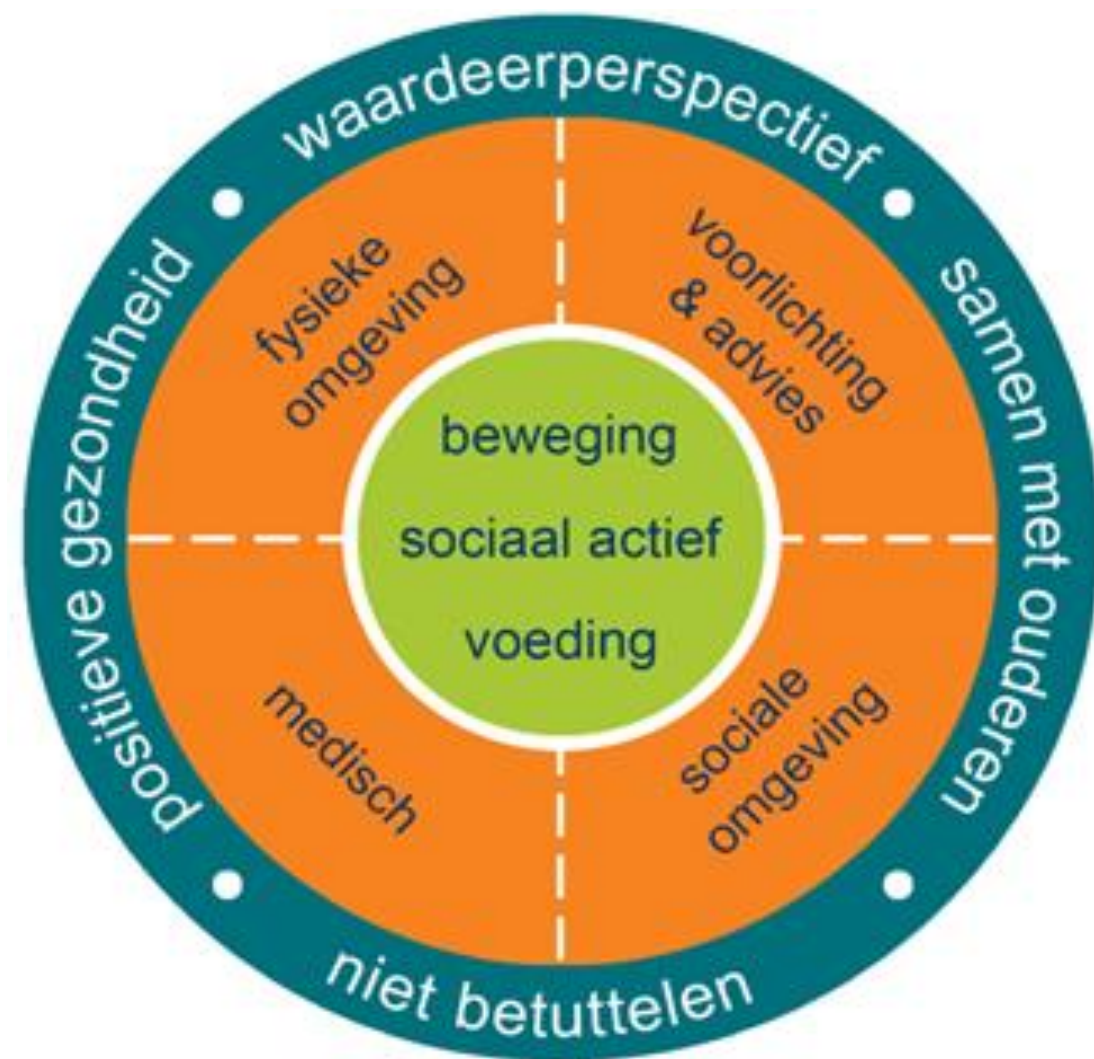 waardeerperspectief
samen met ouderen
niet betuttelen
positieve gezondheid
fysieke
omgeving
voorlichting
& advies
medisch
sociale
omgeving
beweging
sociaal actief
voeding